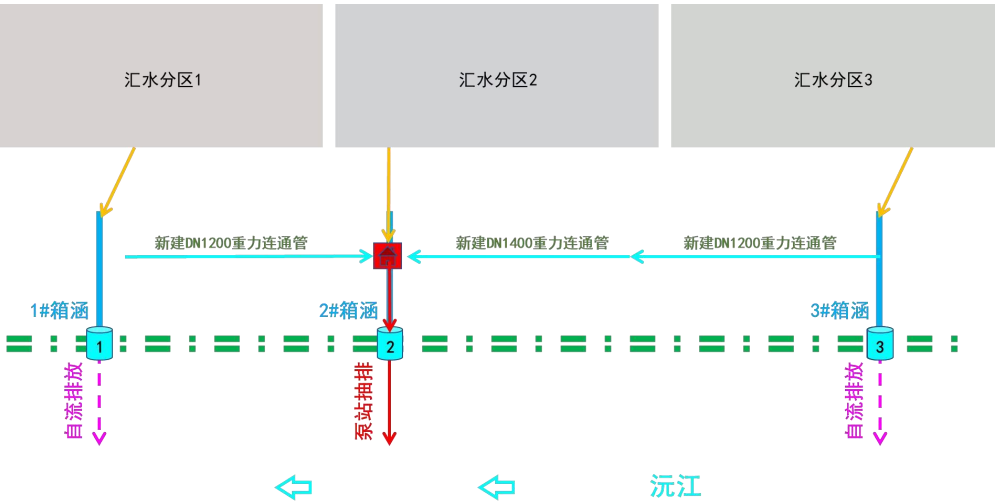 汇水分区1
汇水分区2
汇水分区3
新建DN1200重力连通管
新建DN1400重力连通管
新建DN1200重力连通管
1#箱涵
2#箱涵
3#箱涵
1
2
3
自流排放
泵站抽排
自流排放
沅江